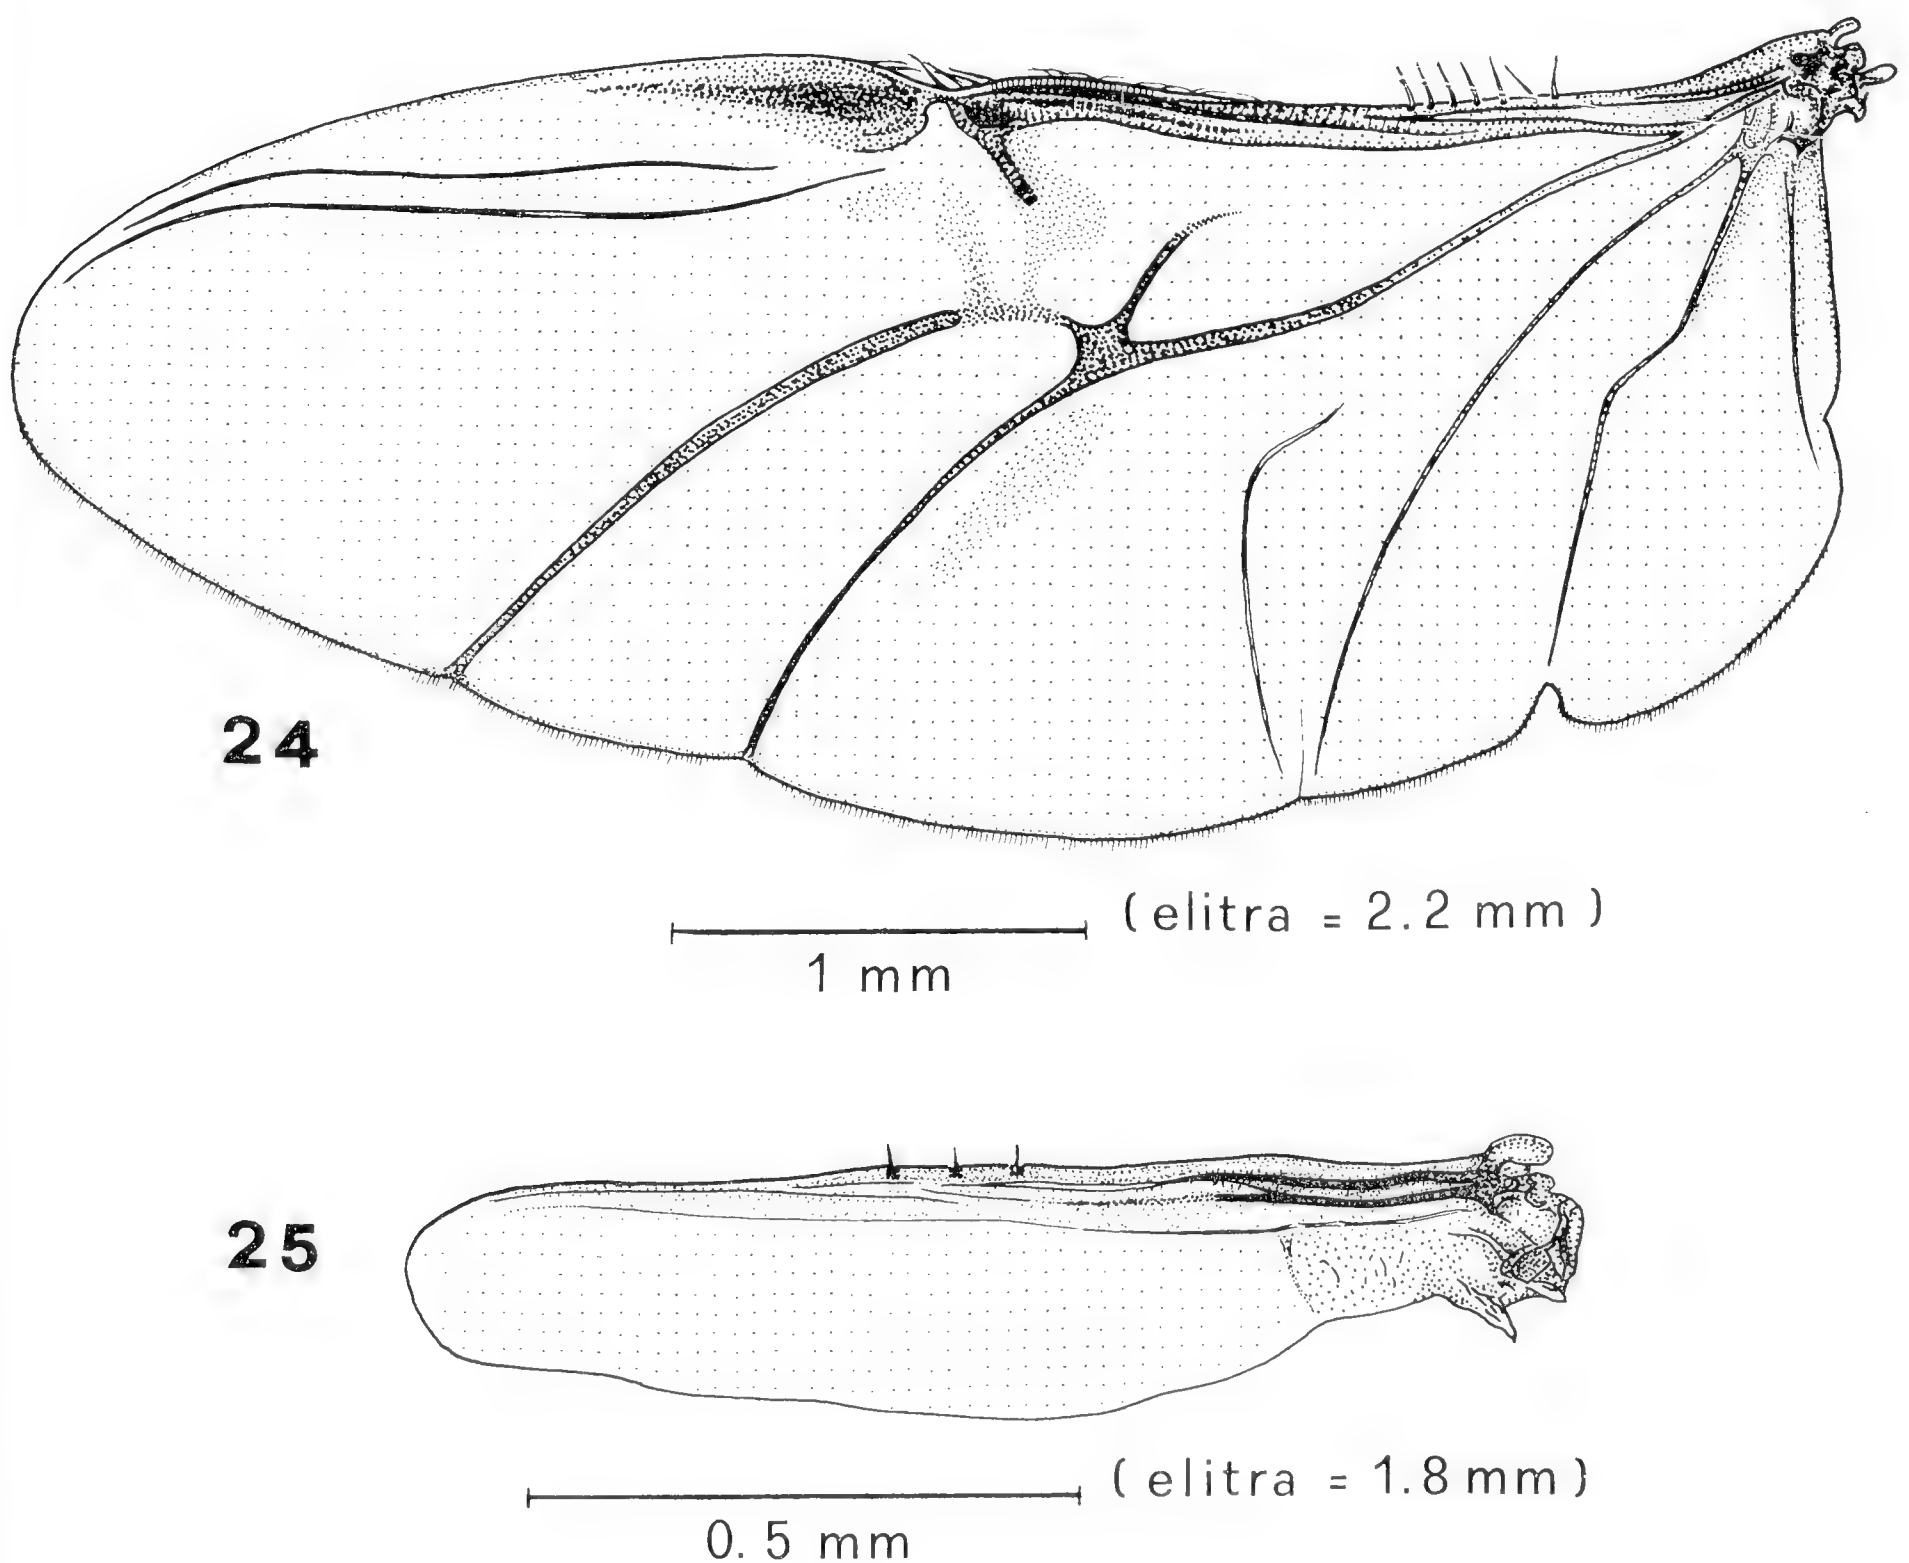 24
(elitra = 2.2 mm)
1 mm
25
(elitra = 1.8 mm)
0.5 mm